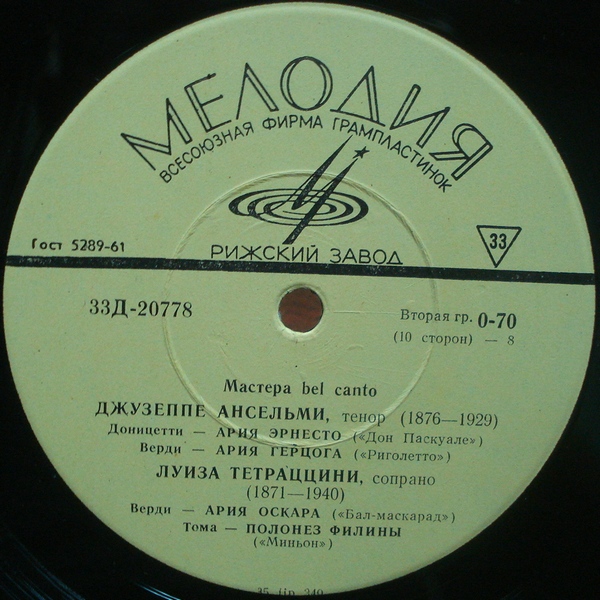 МЕЛОДИЯ
ВСЕСОЮЗНАЯ ФИРМА ГРАМПЛАСТИНОК
Гост 5289-61
РИЖСКИЙ ЗАВОД
33
33Д-20778
Вторая гр. 0-70
(10 сторон) — 8
Мастера bel canto
ДЖУЗЕППЕ АНСЕЛЬМИ, тенор (1876—1929)
Доницетти — АРИЯ ЭРНЕСТО («Дон Паскуале»)
Верди — АРИЯ ГЕРЦОГА («Риголетто»)
ЛУИЗА ТЕТРАЦЦИНИ, сопрано
(1871—1940)
Верди — АРИЯ ОСКАРА («Бал-маскарад»)
Тома — ПОЛОНЕЗ ФИЛИНЫ
(«Миньон»)